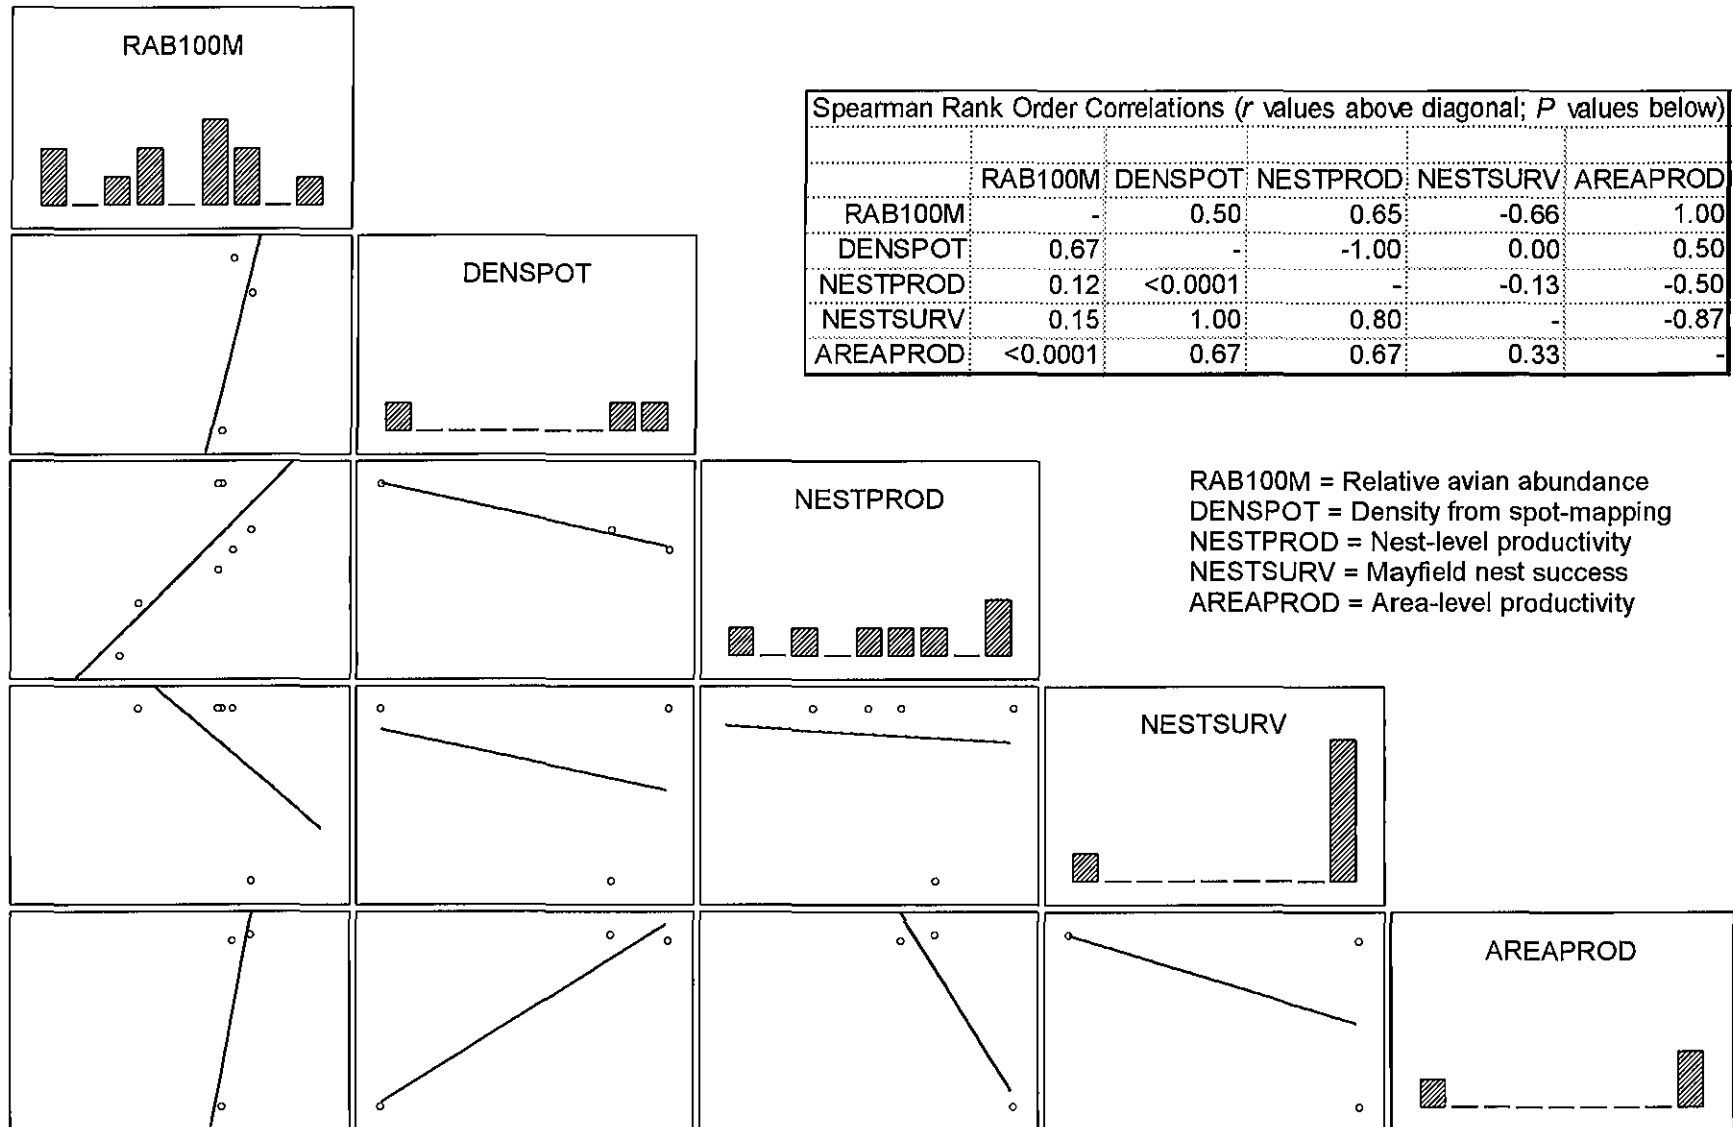 RAB100M
Spearman Rank Order Correlations (r values above diagonal; P values below)
RAB100M DENSPOT NESTPROD NESTSURV AREAPROD
RAB100M - 0.50 0.65 -0.66 1.00
DENSPOT 0.67 - -1.00 0.00 0.50
NESTPROD 0.12 <0.0001 - -0.13 -0.50
NESTSURV 0.15 1.00 0.80 - -0.87
AREAPROD <0.0001 0.67 0.67 0.33 -
DENSPOT
NESTPROD
RAB100M = Relative avian abundance
DENSPOT = Density from spot-mapping
NESTPROD = Nest-level productivity
NESTSURV = Mayfield nest success
AREAPROD = Area-level productivity
NESTSURV
AREAPROD